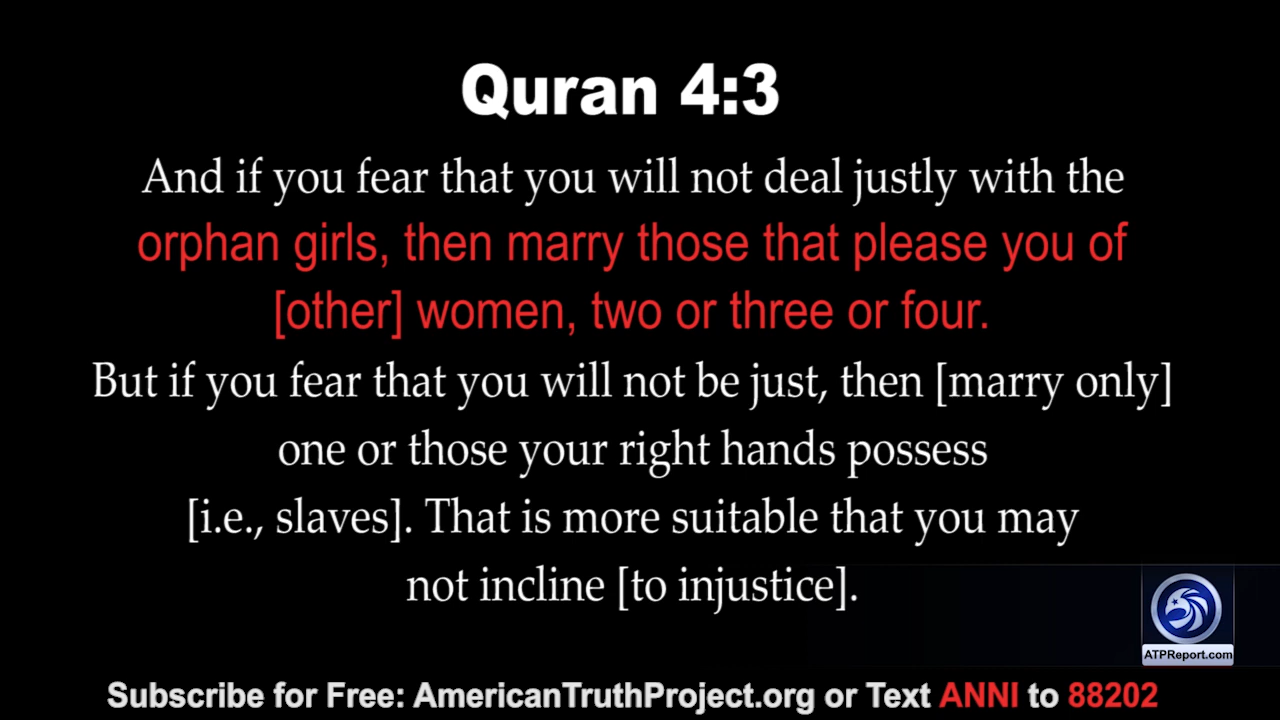 Quran 4:3
And if you fear that you will not deal justly with the
orphan girls, then marry those that please you of
[other] women, two or three or four.
But if you fear that you will not be just, then [marry only]
one or those your right hands possess
[i.e., slaves]. That is more suitable that you may
not incline [to injustice].
ATPReport.com
Subscribe for Free: AmericanTruthProject.org or Text ANNI to 88202